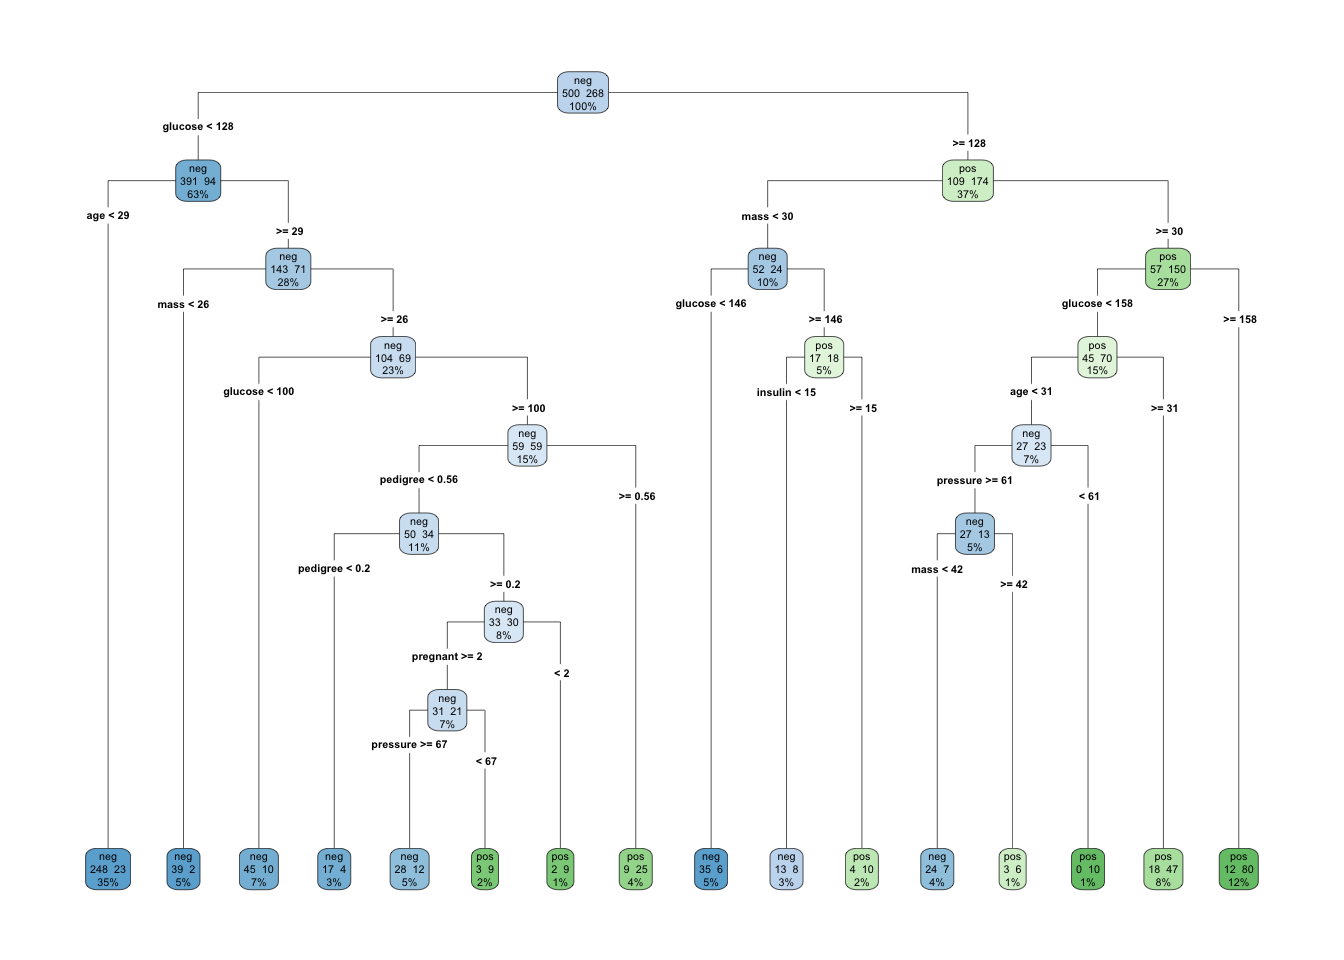 neg
500 268
100%
glucose < 128
>= 128
neg
391 94
63%
pos
109 174
37%
age < 29
>= 29
mass < 30
>= 30
neg
143 71
28%
neg
52 24
10%
pos
57 150
27%
mass < 26
>= 26
glucose < 146
>= 146
glucose < 158
>= 158
neg
104 69
23%
pos
17 18
5%
pos
45 70
15%
glucose < 100
>= 100
insulin < 15
>= 15
age < 31
>= 31
neg
59 59
15%
neg
27 23
7%
pedigree < 0.56
>= 0.56
pressure >= 61
< 61
neg
50 34
11%
neg
27 13
5%
pedigree < 0.2
>= 0.2
mass < 42
>= 42
neg
33 30
8%
pregnant >= 2
< 2
neg
31 21
7%
pressure >= 67
< 67
neg
248 23
35%
neg
39 2
5%
neg
45 10
7%
neg
17 4
3%
neg
28 12
5%
pos
3 9
2%
pos
2 9
1%
pos
9 25
4%
neg
35 6
5%
neg
13 8
3%
pos
4 10
2%
neg
24 7
4%
pos
3 6
1%
pos
0 10
1%
pos
18 47
8%
pos
12 80
12%